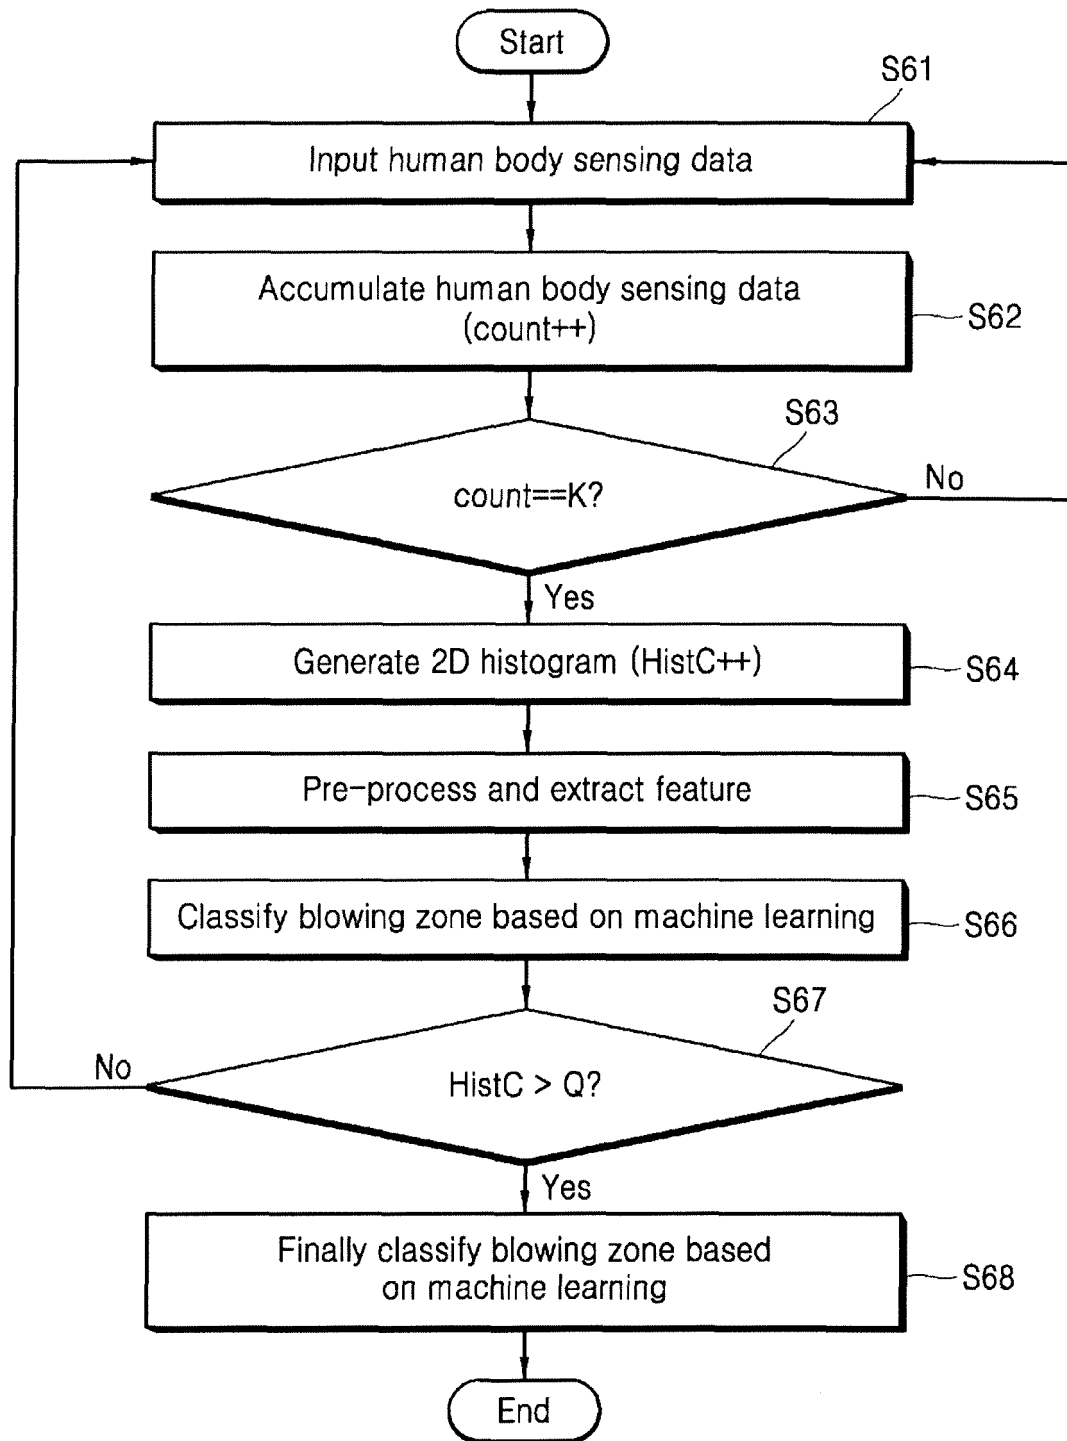 Start
S61
Input human body sensing data
Accumulate human body sensing data
(count++)
S62
S63
count==K?
No
Yes
Generate 2D histogram (HistC++)
S64
Pre-process and extract feature
S65
Classify blowing zone based on machine learning
S66
S67
No
HistC > Q?
Yes
Finally classify blowing zone based
on machine learning
S68
End